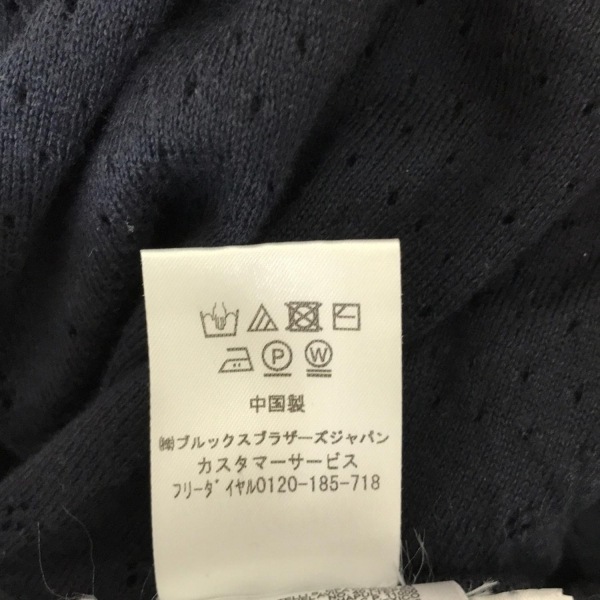 P W
中国製
㈱ブルックスブラザーズジャパン
カスタマーサービス
フリーダイヤル0120-185-718